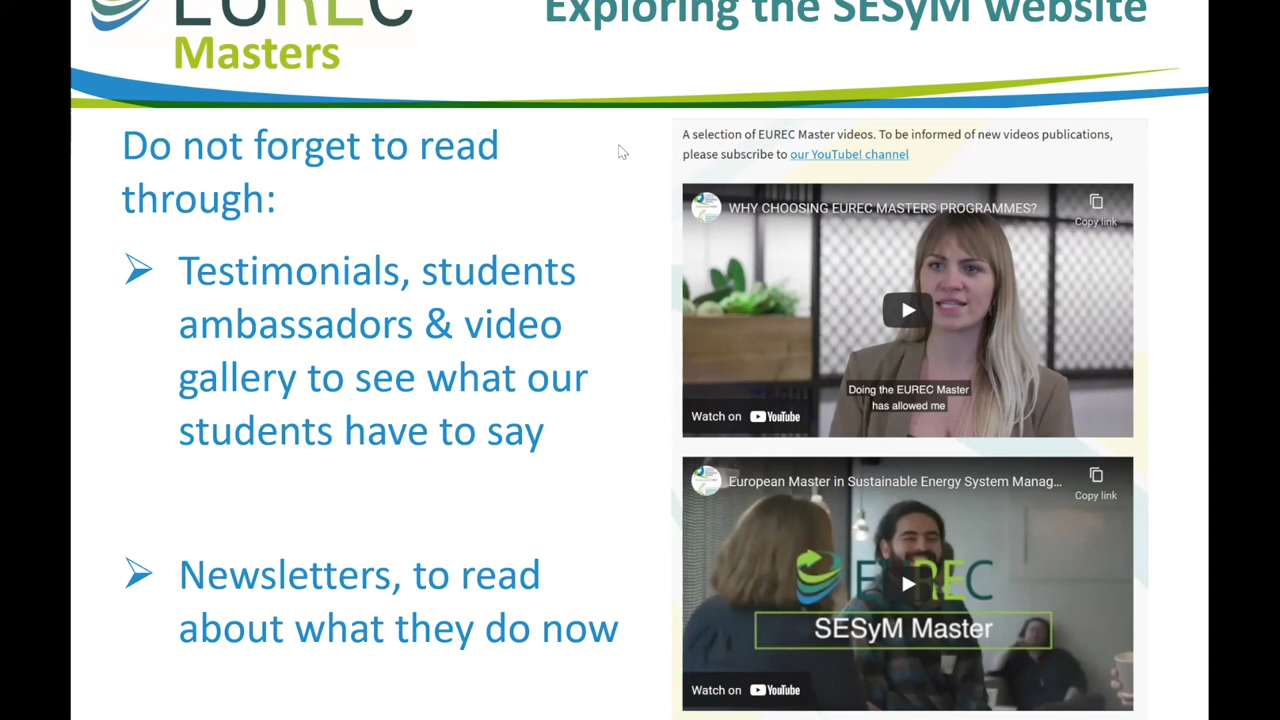 EUREC
Masters
Exploring the SESyM website
Do not forget to read
through:
Testimonials, students
ambassadors & video
gallery to see what our
students have to say
Newsletters, to read
about what they do now
A selection of EUREC Master videos. To be informed of new videos publications,
please subscribe to our YouTube! channel
WHY CHOOSING EUREC MASTERS PROGRAMMES?
Copy link
Doing the EUREC Master
has allowed me
Watch on YouTube
European Master in Sustainable Energy System Manag...
Copy link
EUREC
SESyM Master
Watch on YouTube